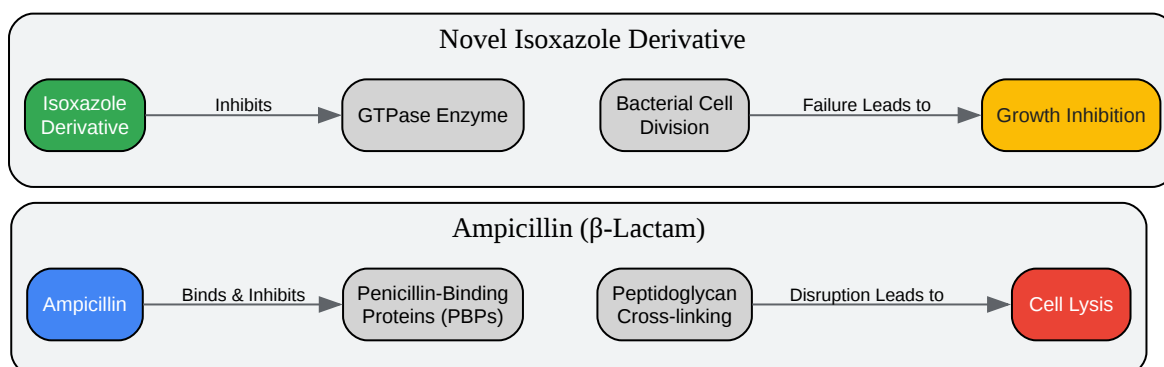 Novel Isoxazole Derivative
Isoxazole
Derivative
Inhibits
GTPase Enzyme
Bacterial Cell
Division
Failure Leads to
Growth Inhibition
Ampicillin (β-Lactam)
Ampicillin
Binds & Inhibits
Penicillin-Binding
Proteins (PBPs)
Peptidoglycan
Cross-linking
Disruption Leads to
Cell Lysis